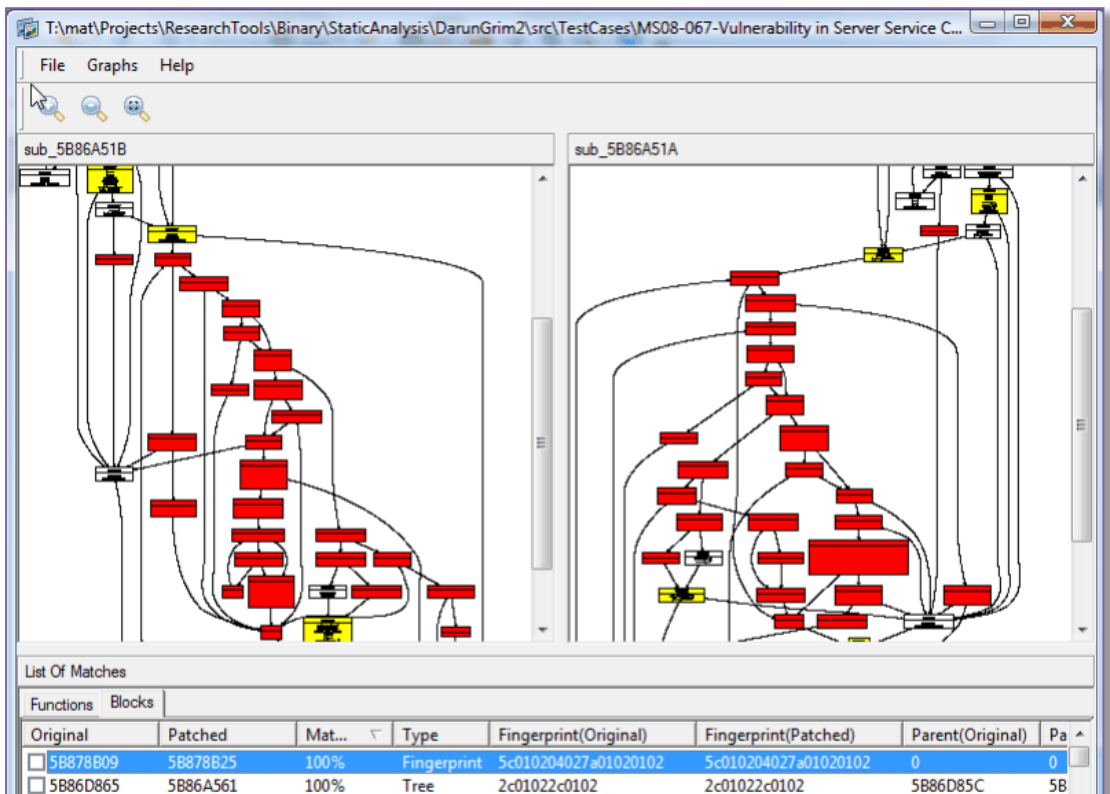 T:\mat\Projects\ResearchTools\Binary\StaticAnalysis\DarunGrim2\src\TestCases\MS08-067-Vulnerability in Server Service C...
File Graphs Help
sub_5B86A51B sub_5B86A51A
List Of Matches
Functions Blocks
Original Patched Mat... Type Fingerprint(Original) Fingerprint(Patched) Parent(Original) Pa
5B878B09 5B878B25 100% Fingerprint 5c010204027a01020102 5c010204027a01020102 0 0
5B86D865 5B86A561 100% Tree 2c01022c0102 2c01022c0102 5B86D85C 5B